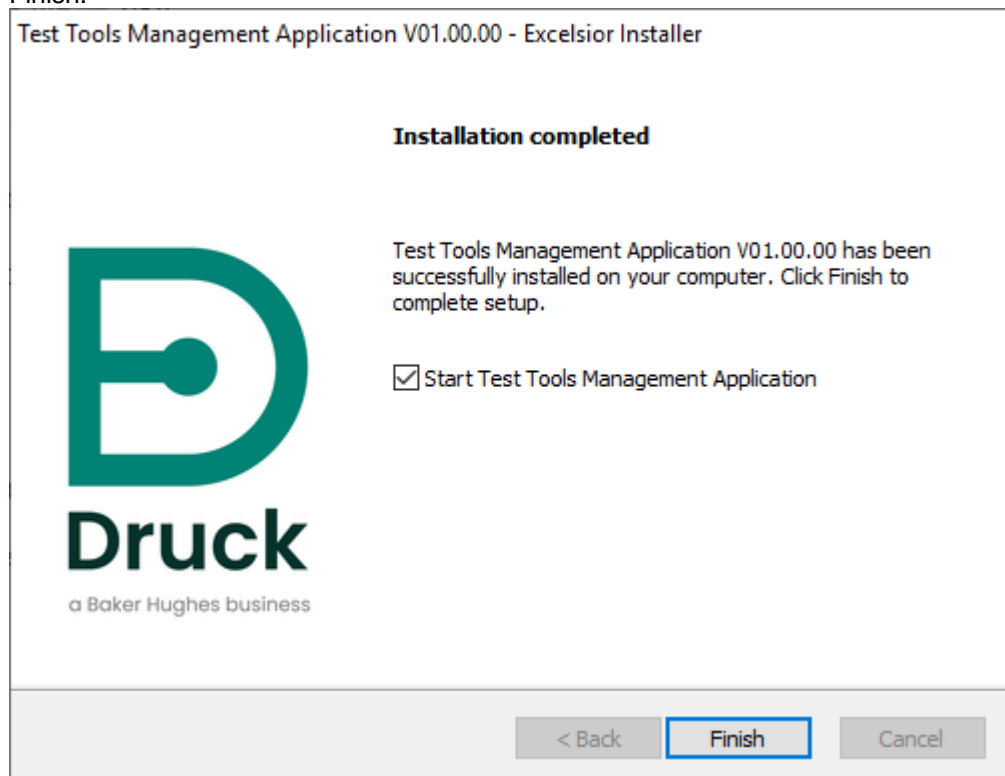 Finish.
Test Tools Management Application V01.00.00 - Excelsior Installer
Installation completed
Test Tools Management Application V01.00.00 has been
successfully installed on your computer. Click Finish to
complete setup.
Start Test Tools Management Application
Druck
a Baker Hughes business
< Back
Finish
Cancel